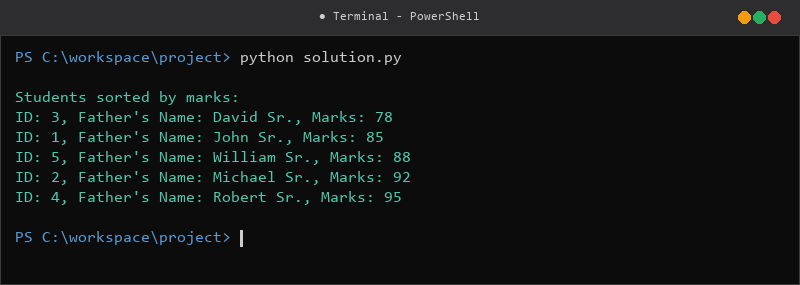 ● Terminal - PowerShell
PS C:\workspace\project> python solution.py
Students sorted by marks:
ID: 3, Father's Name: David Sr., Marks: 78
ID: 1, Father's Name: John Sr., Marks: 85
ID: 5, Father's Name: William Sr., Marks: 88
ID: 2, Father's Name: Michael Sr., Marks: 92
ID: 4, Father's Name: Robert Sr., Marks: 95
PS C:\workspace\project>